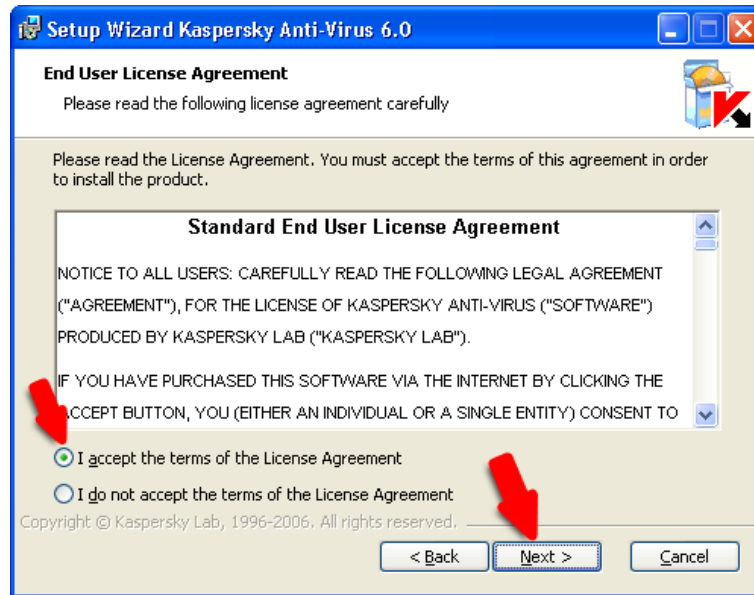 Setup Wizard Kaspersky Anti-Virus 6.0
End User License Agreement
Please read the following license agreement carefully
Please read the License Agreement. You must accept the terms of this agreement in order
to install the product.
Standard End User License Agreement
NOTICE TO ALL USERS: CAREFULLY READ THE FOLLOWING LEGAL AGREEMENT
("AGREEMENT"), FOR THE LICENSE OF KASPERSKY ANTI-VIRUS ("SOFTWARE")
PRODUCED BY KASPERSKY LAB ("KASPERSKY LAB").
IF YOU HAVE PURCHASED THIS SOFTWARE VIA THE INTERNET BY CLICKING THE
ACCEPT BUTTON, YOU (EITHER AN INDIVIDUAL OR A SINGLE ENTITY) CONSENT TO
I accept the terms of the License Agreement
I do not accept the terms of the License Agreement
Copyright © Kaspersky Lab, 1996-2006. All rights reserved.
< Back Next > Cancel